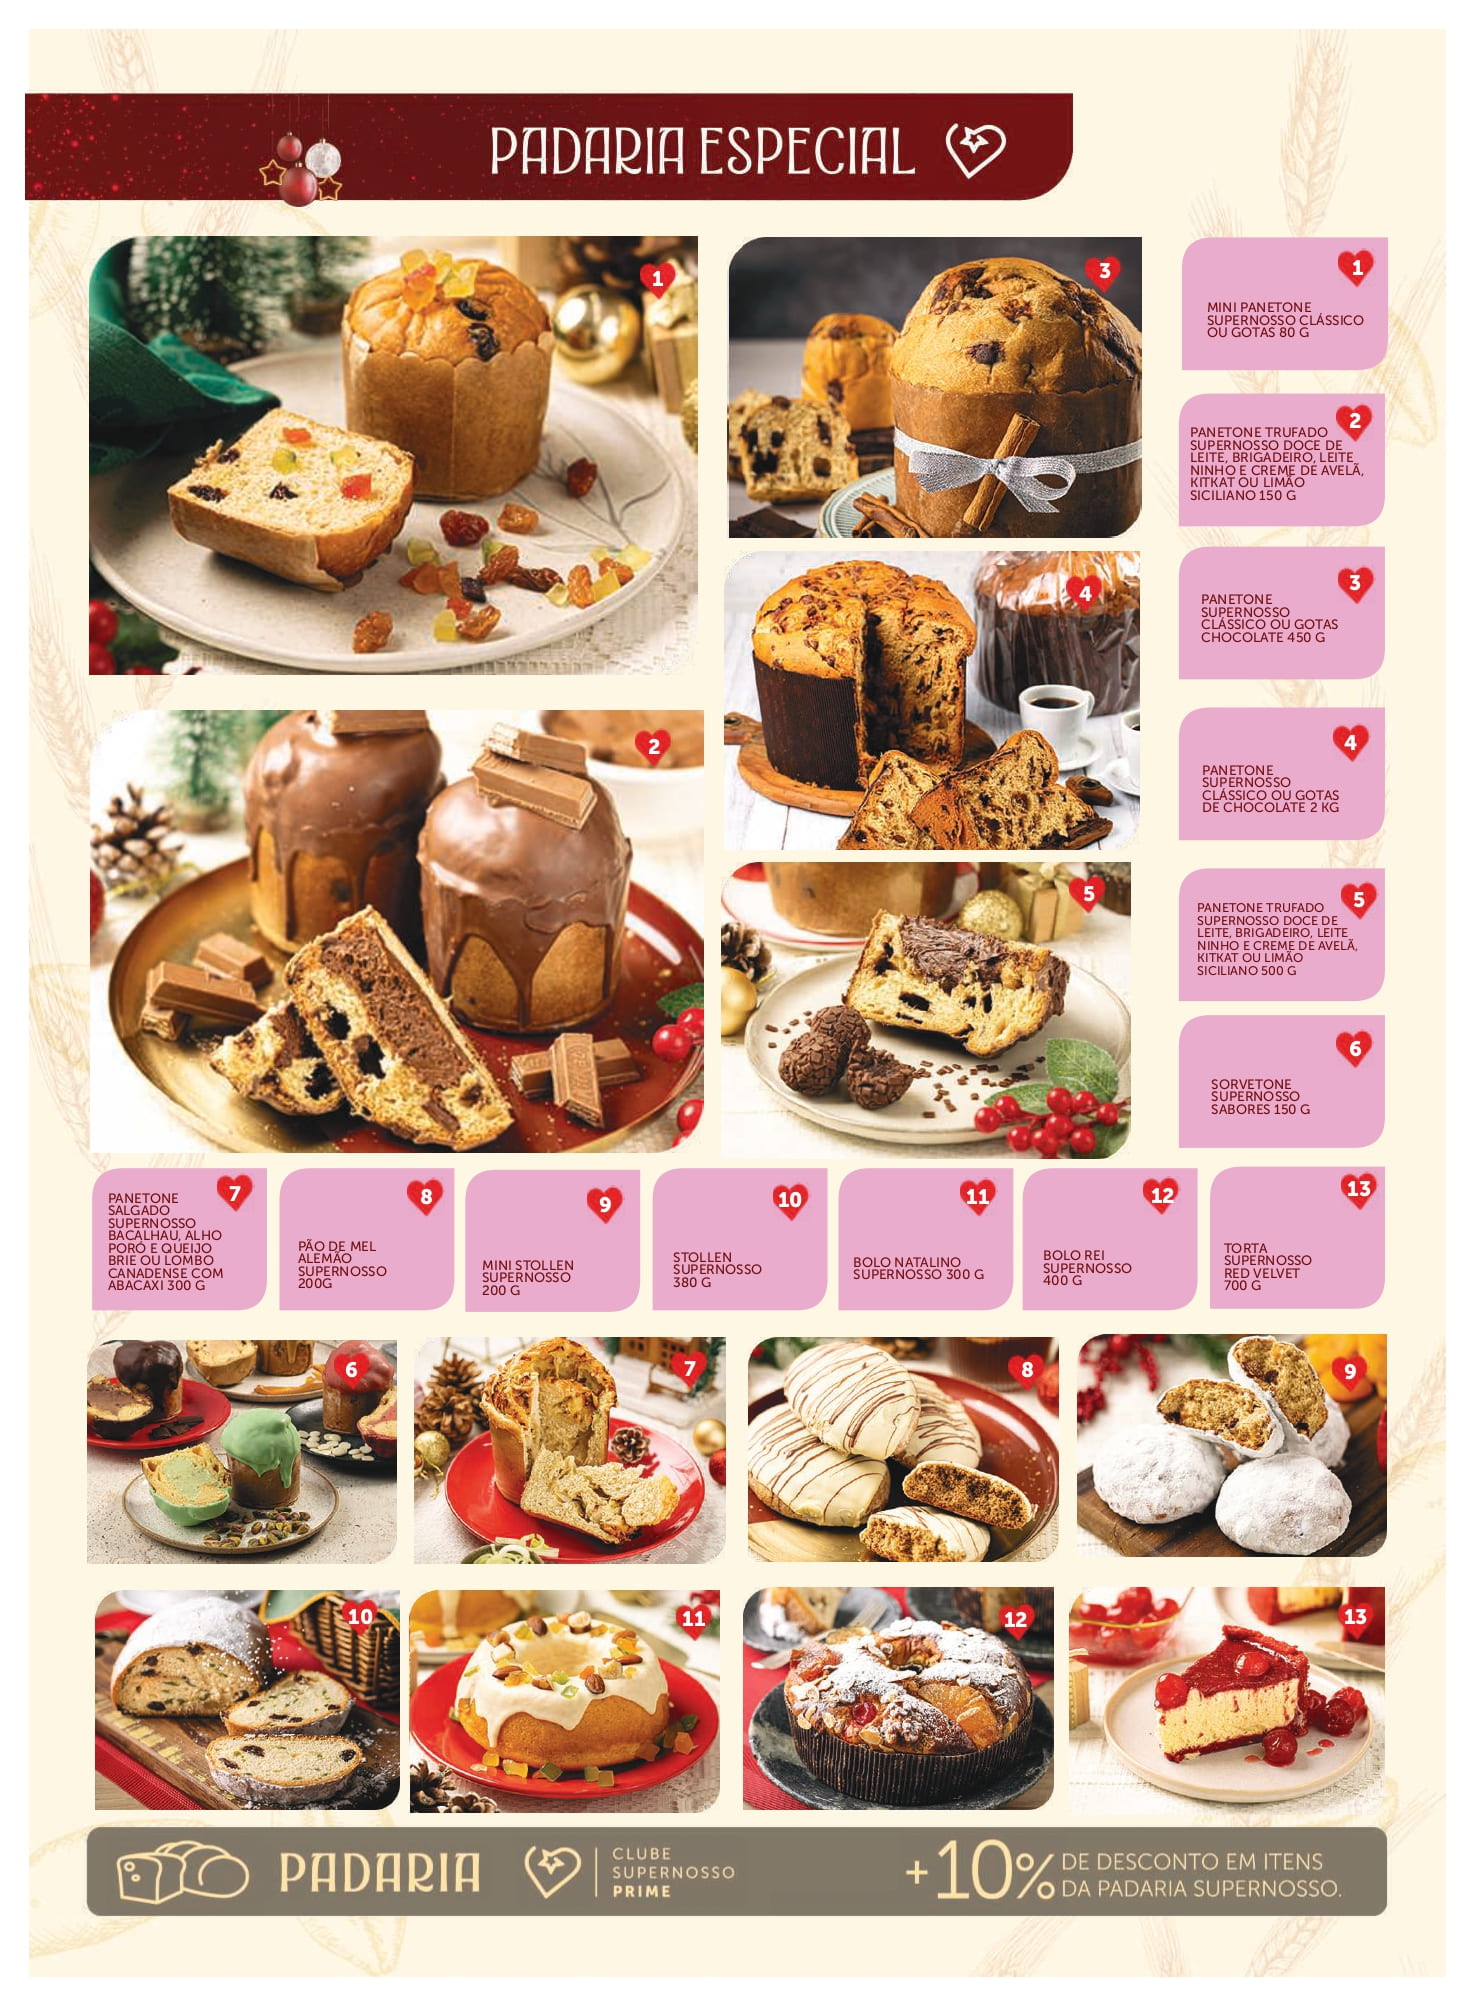 PADARIA ESPECIAL
1
3
1
MINI PANETONE
SUPERNOSSO CLÁSSICO
OU GOTAS 80 G
2
PANETONE TRUFADO
SUPERNOSSO DOCE DE
LEITE, BRIGADEIRO, LEITE
NINHO E CREME DE AVELÃ,
KITKAT OU LIMÃO
SICILIANO 150 G
3
PANETONE
SUPERNOSSO
CLÁSSICO OU GOTAS
CHOCOLATE 450 G
4
2
4
PANETONE
SUPERNOSSO
CLÁSSICO OU GOTAS
DE CHOCOLATE 2 KG
5
5
PANETONE TRUFADO
SUPERNOSSO DOCE DE
LEITE, BRIGADEIRO, LEITE
NINHO E CREME DE AVELÃ,
KITKAT OU LIMÃO
SICILIANO 500 G
6
SORVETONE
SUPERNOSSO
SABORES 150 G
7
PANETONE
SALGADO
SUPERNOSSO
BACALHAU, ALHO
PORÓ E QUEIJO
BRIE OU LOMBO
CANADENSE COM
ABACAXI 300 G
8
PÃO DE MEL
ALEMÃO
SUPERNOSSO
200G
9
MINI STOLLEN
SUPERNOSSO
200 G
10
STOLLEN
SUPERNOSSO
380 G
11
BOLO NATALINO
SUPERNOSSO 300 G
12
BOLO REI
SUPERNOSSO
400 G
13
TORTA
SUPERNOSSO
RED VELVET
700 G
6
7
8
9
10
11
12
13
PADARIA
CLUBE
SUPERNOSSO
PRIME
+10%
DE DESCONTO EM ITENS
DA PADARIA SUPERNOSSO.